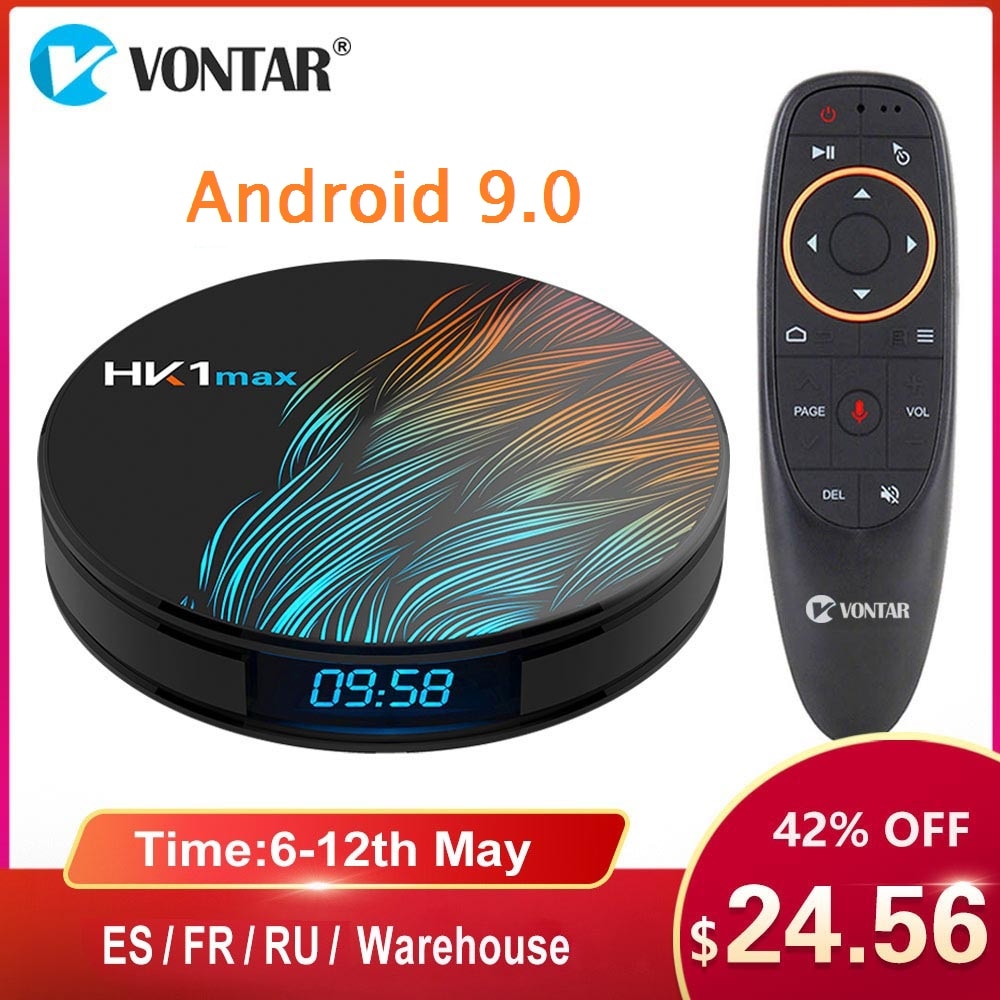 VONTAR®
Android 9.0
HK1max
09:58
PAGE
VOL
DEL
VONTAR
Time:6-12th May
ES / FR / RU / Warehouse
42% OFF
$24.56